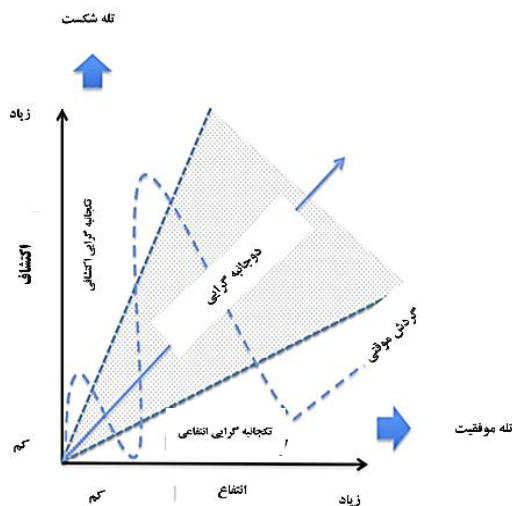 تله شکست
زیاد
تکجانبه گرایی اکتشافی
اکتشاف
دوجانبه گرایی
گردش موقتی
تکجانبه گرایی انتفاعی
تله موفقیت
کم
انتفاع
کم
زیاد